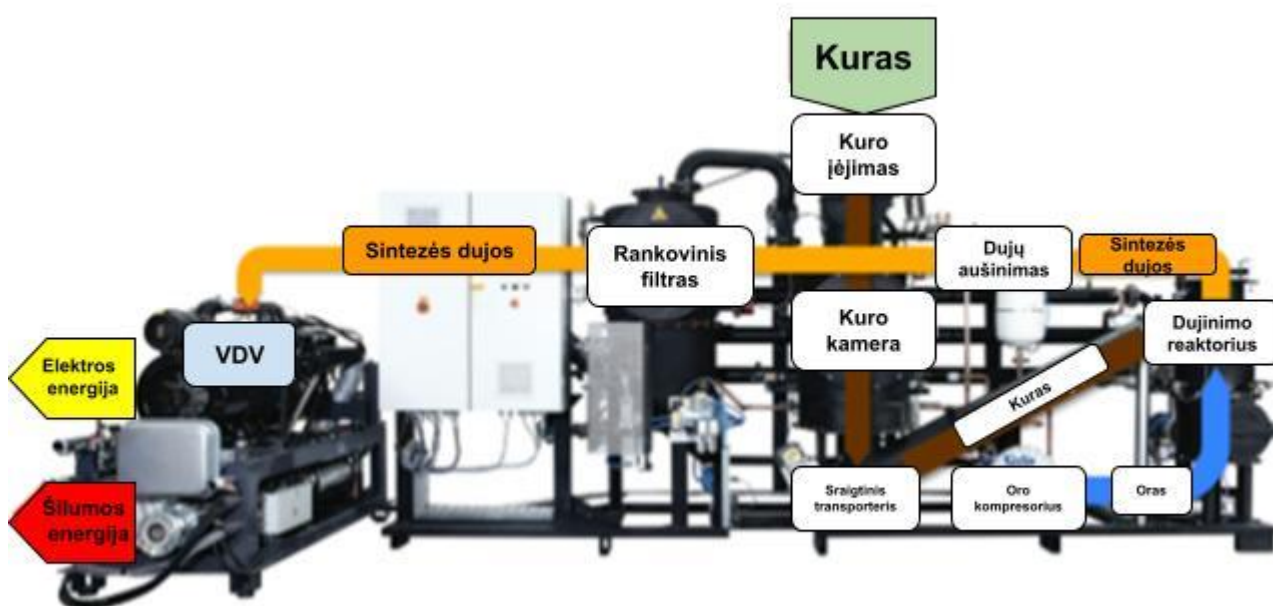 Kuras
Kuro
įėjimas
Sintezės dujos
Rankovinis
filtras
Dujų
aušinimas
Sintezės
dujos
Kuro
kamera
Dujinimo
reaktorius
VDV
Elektros
energija
Kuras
Šilumos
energija
Sraigtinis
transporteris
Oro
kompresorius
Oras